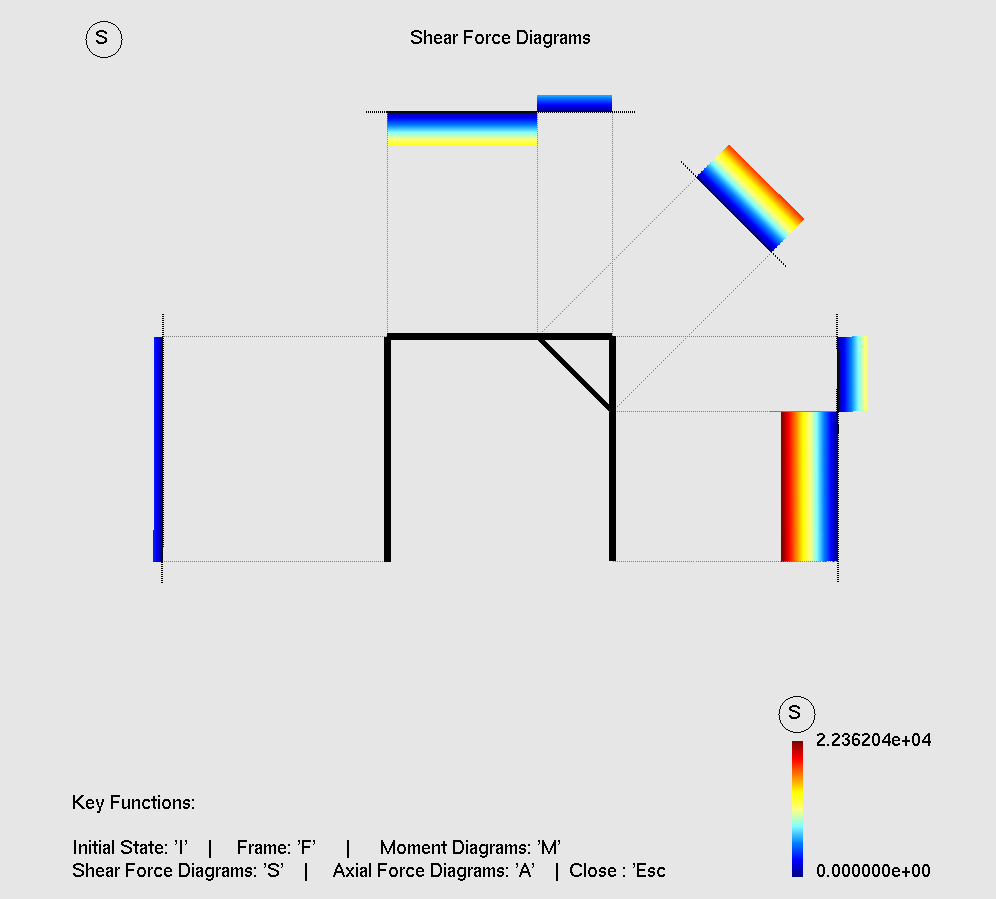 S
Shear Force Diagrams
S
2.236204e+04
0.000000e+00
Key Functions:
Initial State: 'I' | Frame: 'F' | Moment Diagrams: 'M'
Shear Force Diagrams: 'S' | Axial Force Diagrams: 'A' | Close : 'Esc